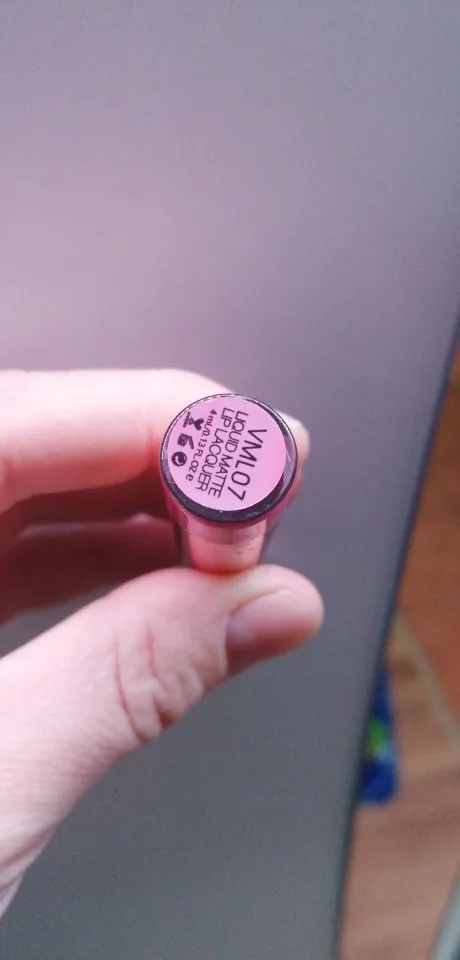 VML07
LIQUID MATTE
LIP LACQUER
4ml/0.13 FL.OZ e